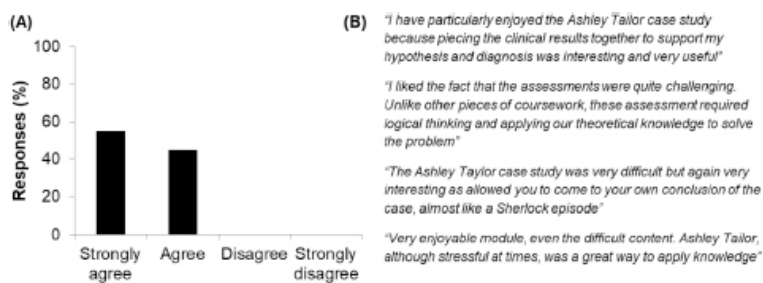 (A)
100
80
60
40
20
0
Responses (%)
Strongly agree
Agree
Disagree
Strongly disagree
(B)
"I have particularly enjoyed the Ashley Tailor case study
because piecing the clinical results together to support my
hypothesis and diagnosis was interesting and very useful"
"I liked the fact that the assessments were quite challenging.
Unlike other pieces of coursework, these assessment required
logical thinking and applying our theoretical knowledge to solve
the problem"
"The Ashley Taylor case study was very difficult but again very
interesting as allowed you to come to your own conclusion of the
case, almost like a Sherlock episode"
"Very enjoyable module, even the difficult content. Ashley Tailor,
although stressful at times, was a great way to apply knowledge"